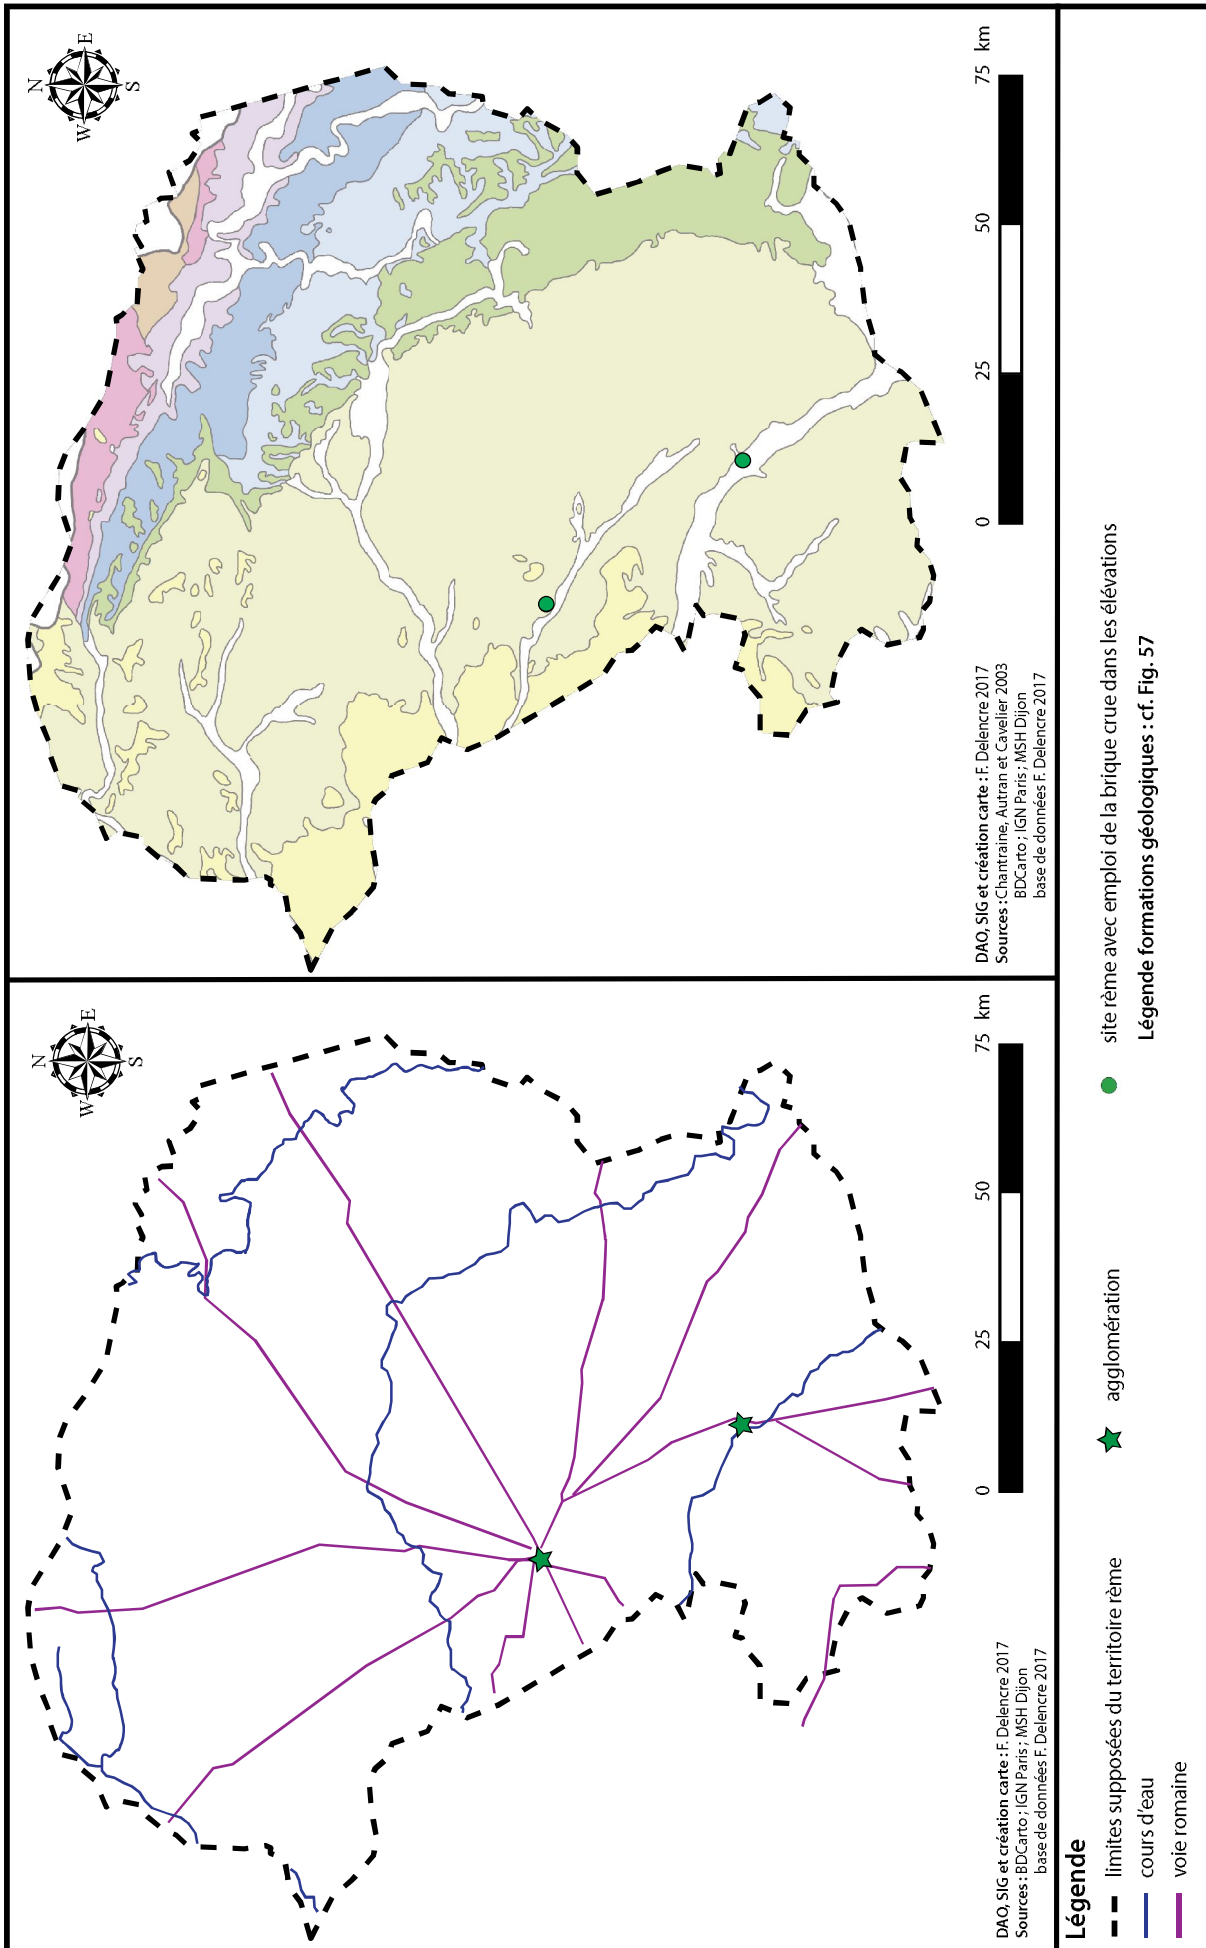 N
E
S
W
0
25
50
75
km
DAO, SIG et création carte : F. Delencre 2017
Sources : BDCarto ; IGN Paris ; MSH Dijon
base de données F. Delencre 2017
N
E
S
W
0
25
50
75
km
DAO, SIG et création carte : F. Delencre 2017
Sources : Chantraine, Autran et Cavelier 2003
BDCarto ; IGN Paris ; MSH Dijon
base de données F. Delencre 2017
Légende
limites supposées du territoire rème
cours d'eau
voie romaine
agglomération
site rème avec emploi de la brique crue dans les élévations
Légende formations géologiques : cf. Fig. 57